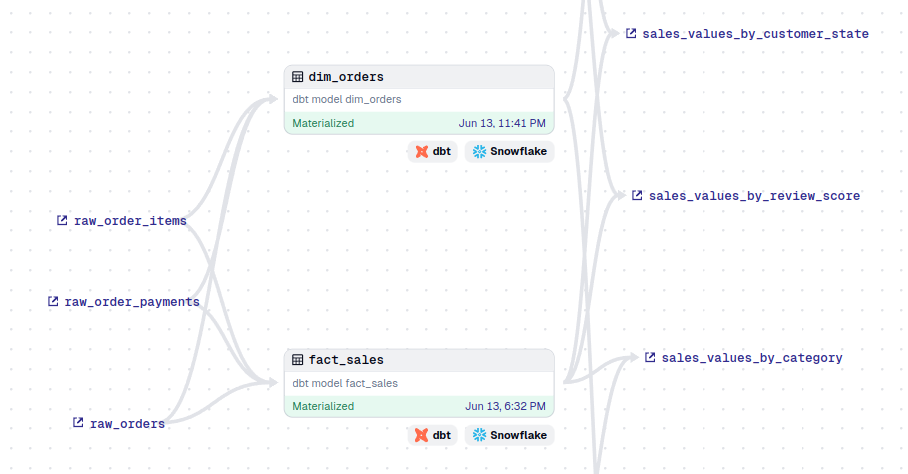 sales_values_by_customer_state
dim_orders
dbt model dim_orders
Materialized Jun 13, 11:41 PM
dbt Snowflake
sales_values_by_review_score
raw_order_items
raw_order_payments
fact_sales
sales_values_by_category
dbt model fact_sales
Materialized Jun 13, 6:32 PM
raw_orders
dbt Snowflake